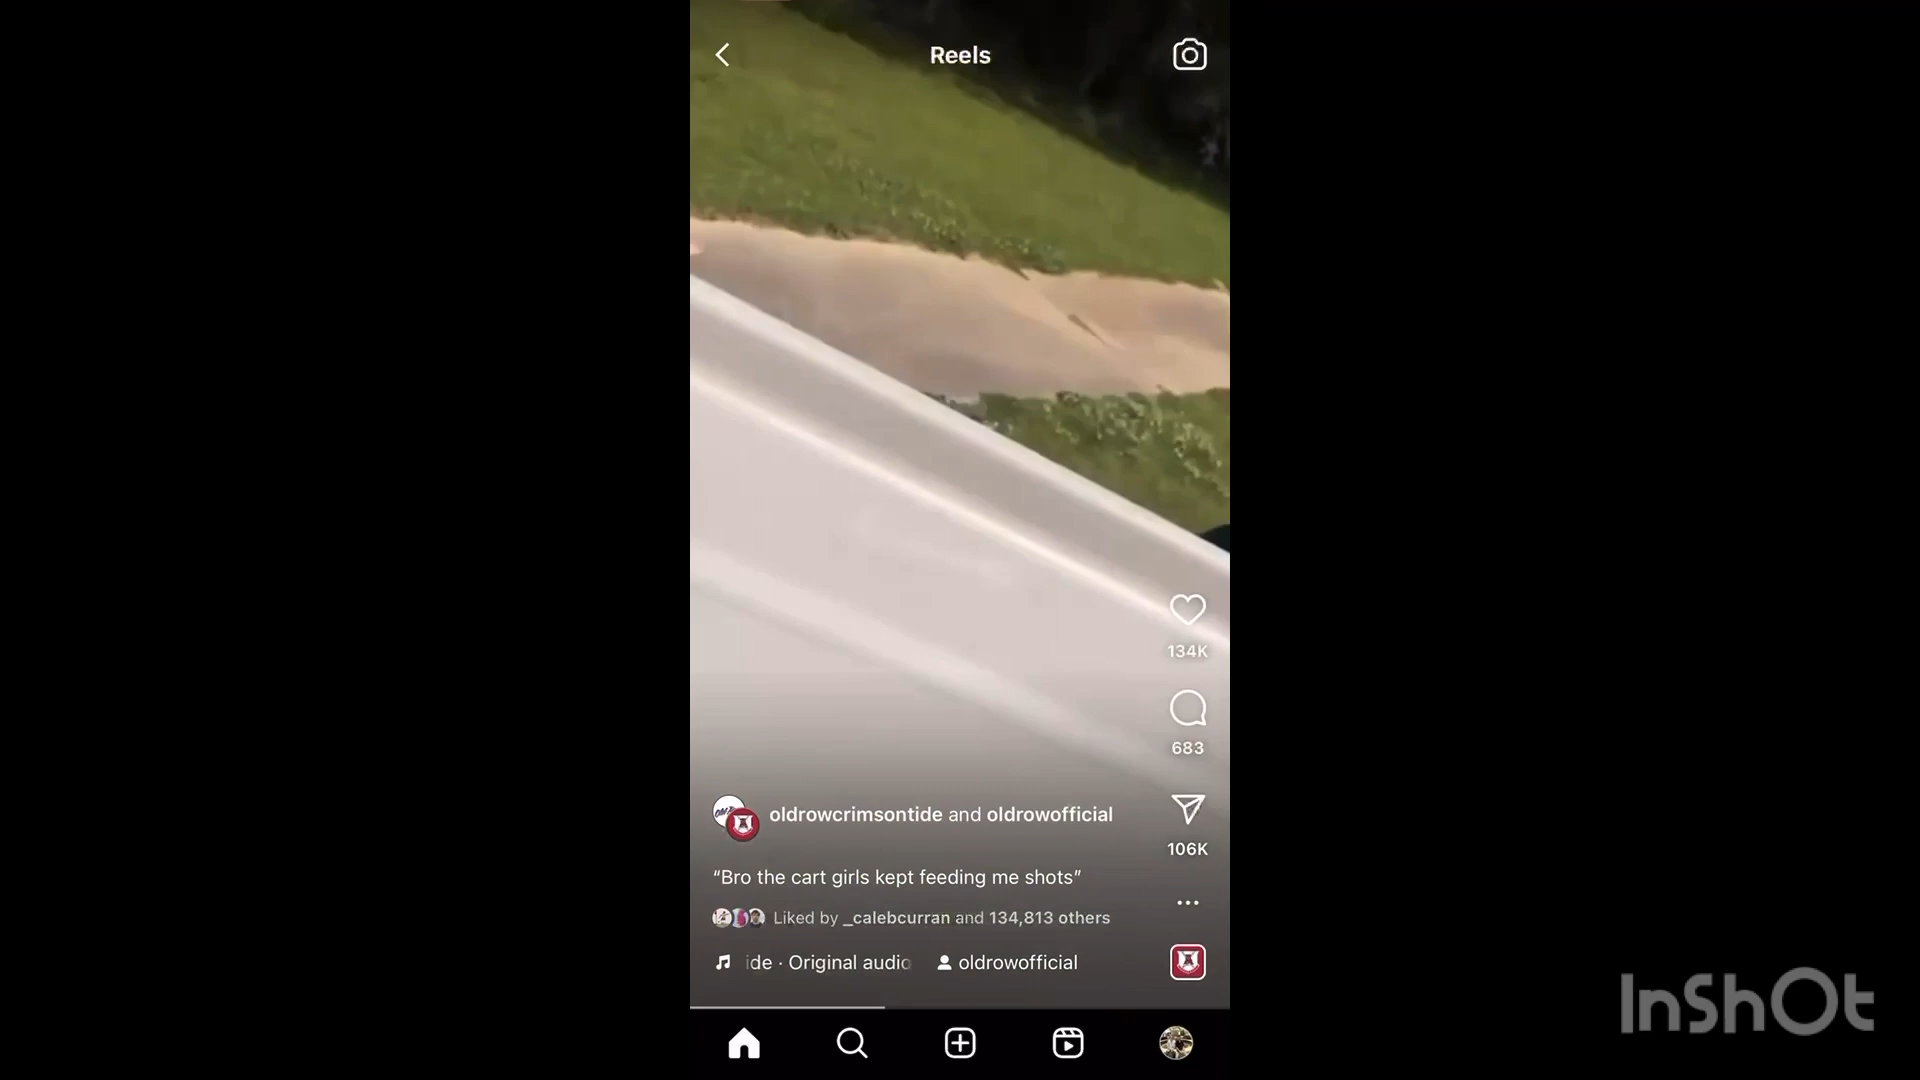 Reels
134K
683
oldrowcrimsontide and oldrowofficial
106K
“Bro the cart girls kept feeding me shots”
Liked by _calebcurran and 134,813 others
ide · Original audio oldrowofficial
InShOt